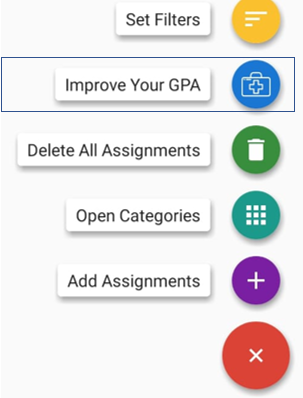 Set Filters
Improve Your GPA
Delete All Assignments
Open Categories
Add Assignments